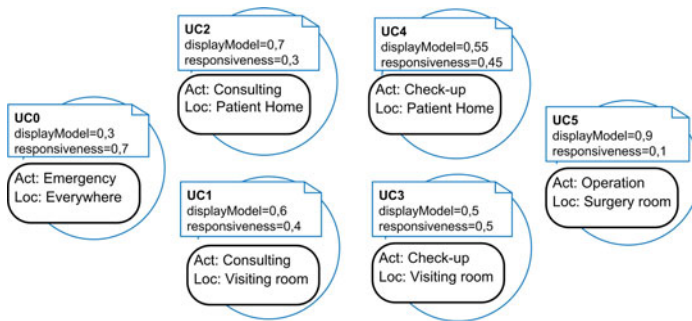 UC0
displayModel=0,3
responsiveness=0,7
Act: Emergency
Loc: Everywhere
UC2
displayModel=0,7
responsiveness=0,3
Act: Consulting
Loc: Patient Home
UC1
displayModel=0,6
responsiveness=0,4
Act: Consulting
Loc: Visiting room
UC4
displayModel=0,55
responsiveness=0,45
Act: Check-up
Loc: Patient Home
UC3
displayModel=0,5
responsiveness=0,5
Act: Check-up
Loc: Visiting room
UC5
displayModel=0,9
responsiveness=0,1
Act: Operation
Loc: Surgery room